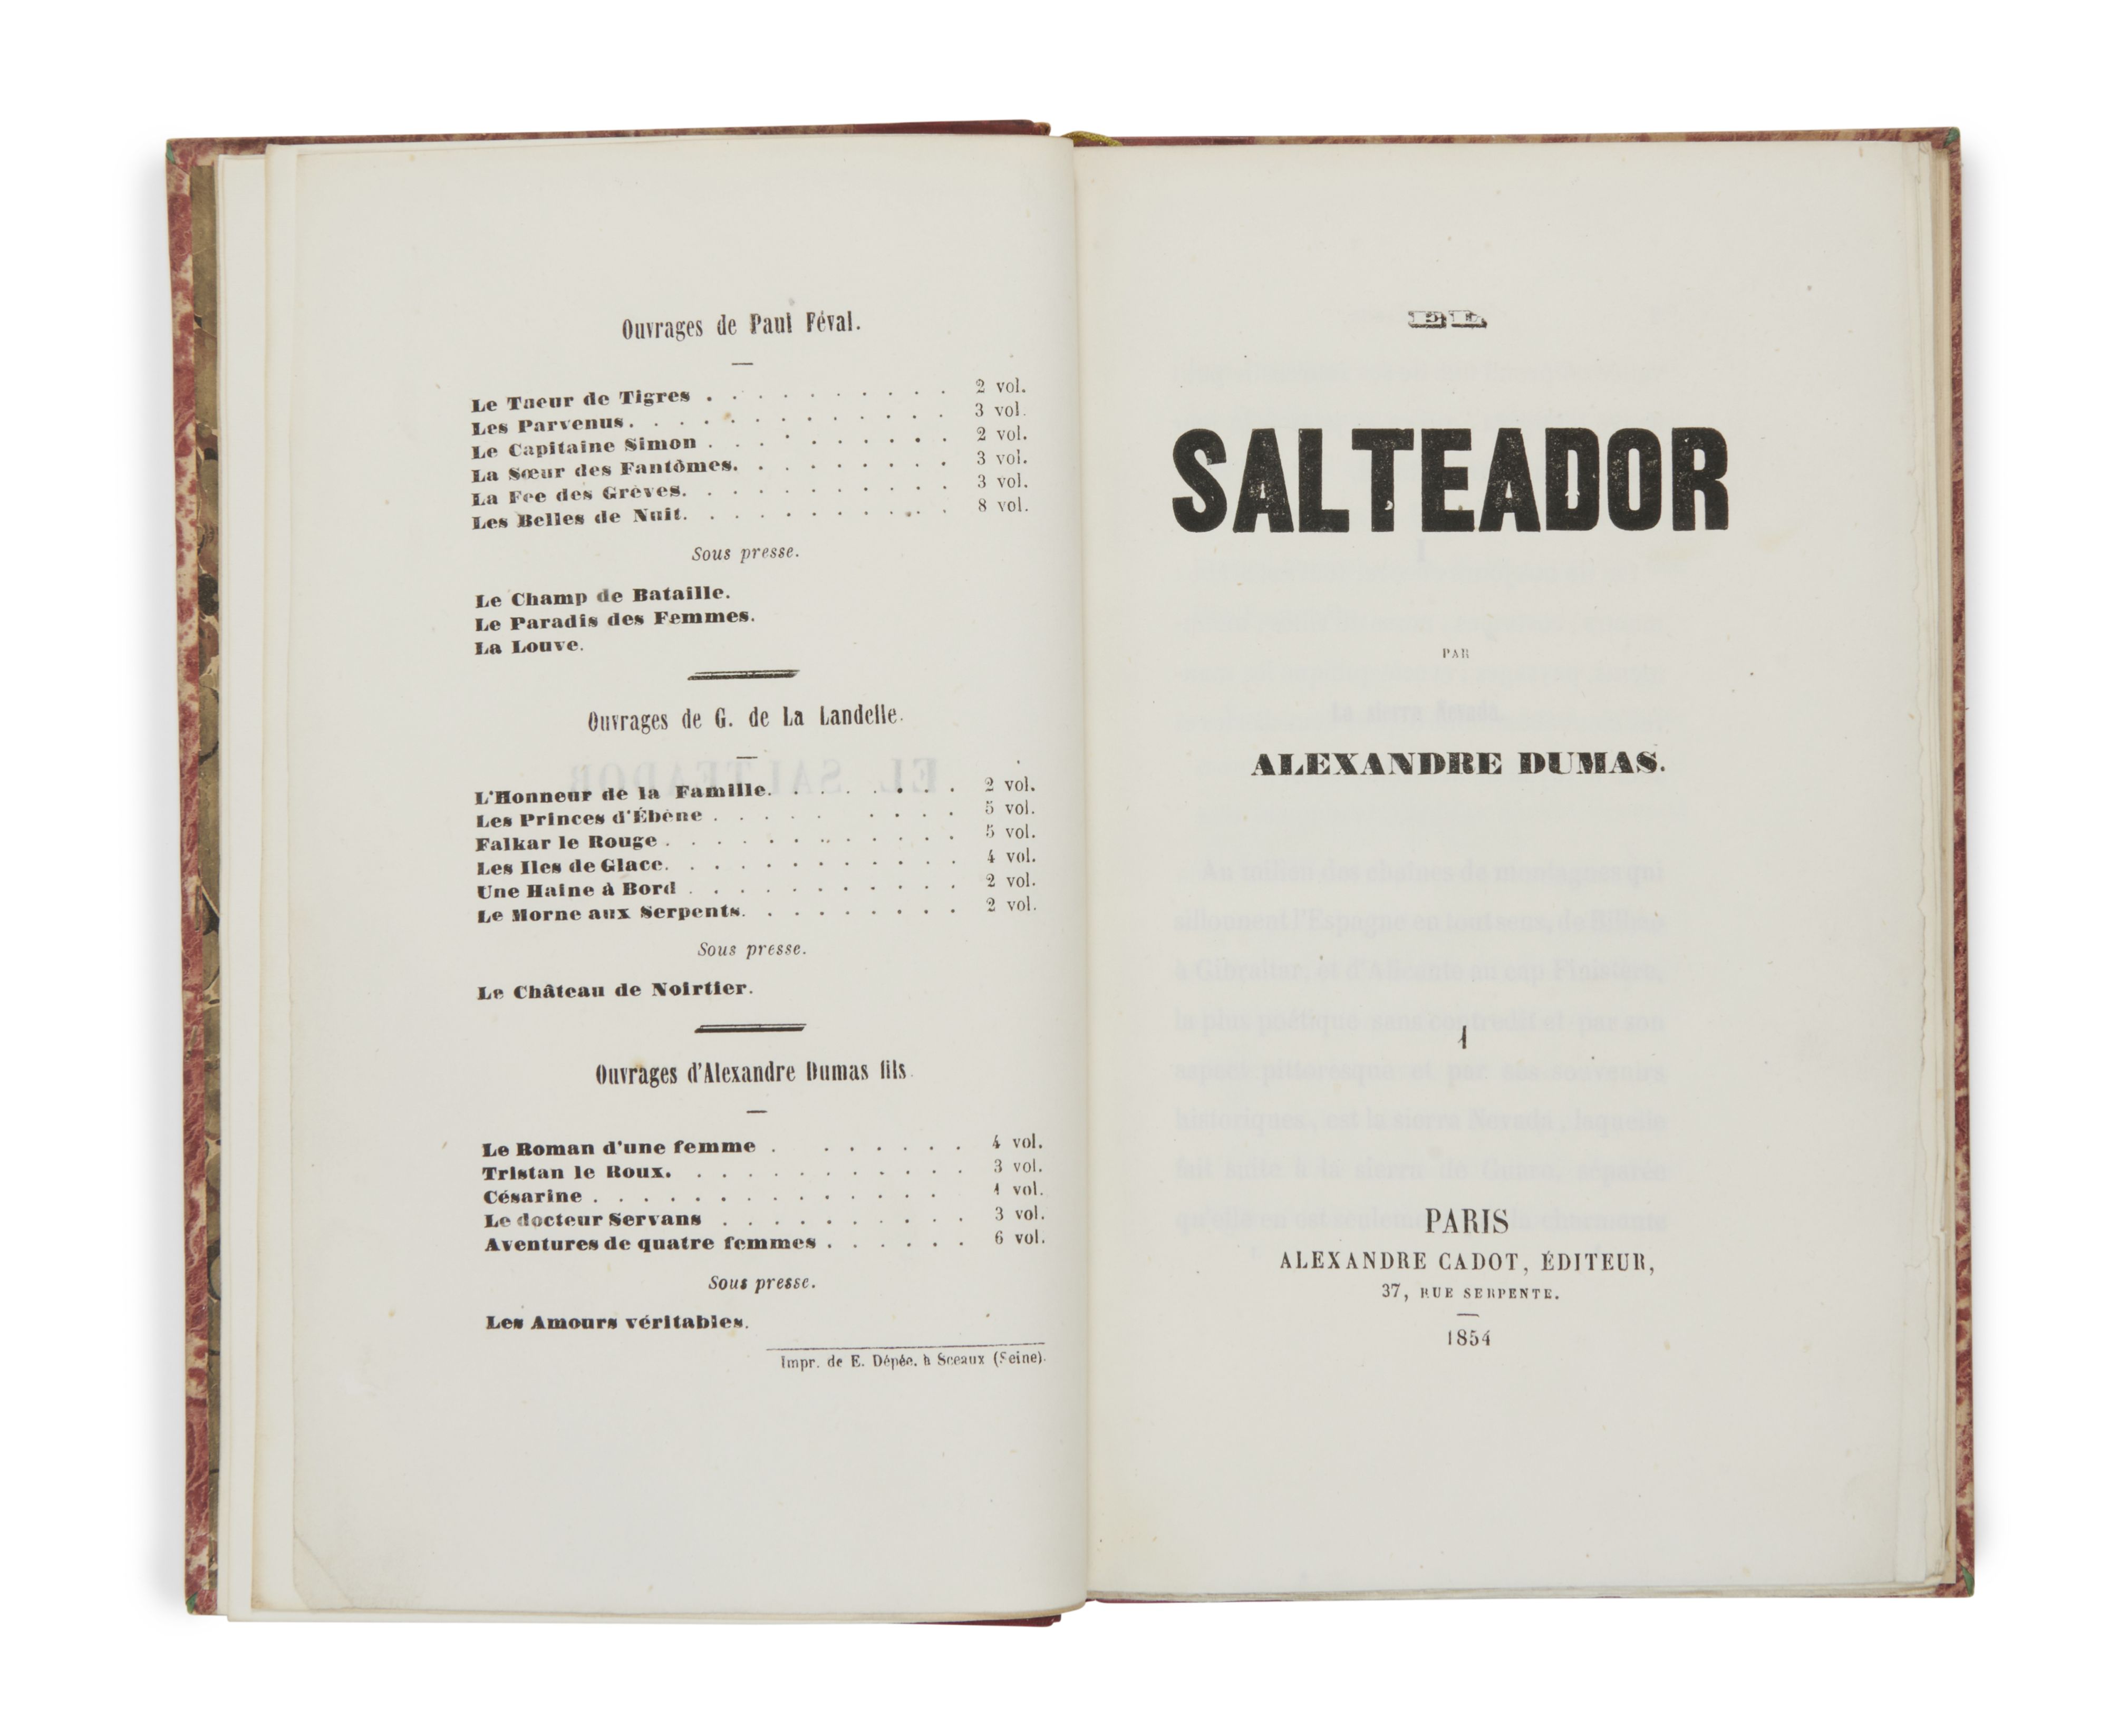 Ouvrages de Paul Féval.
Le Tueur de Tigres . . . . . . . . . . 2 vol.
Les Parvenus. . . . . . . . . . . . . 3 vol.
Le Capitaine Simon . . . . . . . . . . 2 vol.
La Sœur des Fantômes. . . . . . . . . 3 vol.
La Fée des Grèves. . . . . . . . . . . 3 vol.
Les Belles de Nuit. . . . . . . . . . . 8 vol.
Sous presse.
Le Champ de Bataille.
Le Paradis des Femmes.
La Louve.
Ouvrages de G. de La Landelle.
L'Honneur de la Famille. . . . . . . . 2 vol.
Les Princes d'Ébène . . . . . . . . . 5 vol.
Falkar le Rouge . . . . . . . . . . . . 5 vol.
Les Iles de Glace. . . . . . . . . . . . 4 vol.
Une Haine à Bord . . . . . . . . . . . 2 vol.
Le Morne aux Serpents. . . . . . . . . 2 vol.
Sous presse.
Le Château de Noirtier.
Ouvrages d'Alexandre Dumas fils.
Le Roman d'une femme . . . . . . . 4 vol.
Tristan le Roux. . . . . . . . . . . . 3 vol.
Césarine . . . . . . . . . . . . . . 1 vol.
Le docteur Servans . . . . . . . . . . 3 vol.
Aventures de quatre femmes . . . . . . 6 vol.
Sous presse.
Les Amours véritables.
Impr. de E. Dépée, à Sceaux (Seine).
EL
SALTEADOR
PAR
ALEXANDRE DUMAS.
1
PARIS
ALEXANDRE CADOT, ÉDITEUR,
37, RUE SERPENTE.
1854